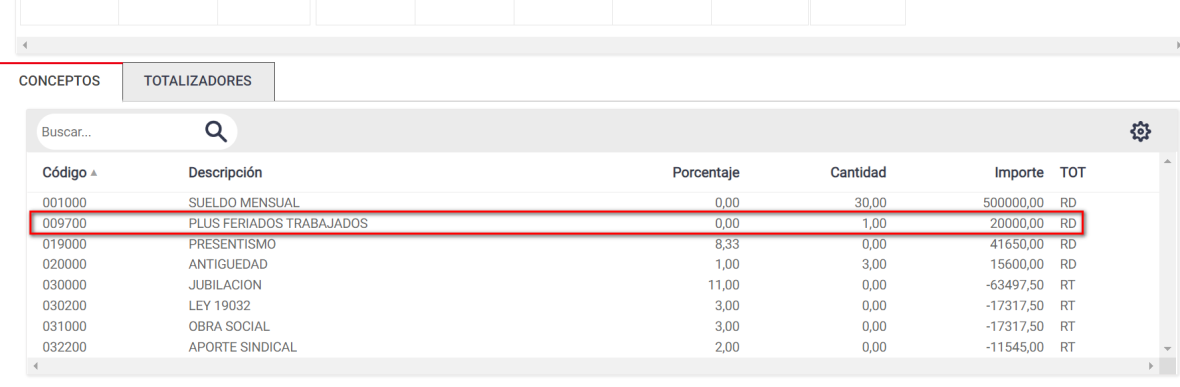 CONCEPTOS TOTALIZADORES
Buscar...
Código Descripción Porcentaje Cantidad Importe TOT
001000 SUELDO MENSUAL 0,00 30,00 500000,00 RD
009700 PLUS FERIADOS TRABAJADOS 0,00 1,00 20000,00 RD
019000 PRESENTISMO 8,33 0,00 41650,00 RD
020000 ANTIGUEDAD 1,00 3,00 15600,00 RD
030000 JUBILACION 11,00 0,00 -63497,50 RT
030200 LEY 19032 3,00 0,00 -17317,50 RT
031000 OBRA SOCIAL 3,00 0,00 -17317,50 RT
032200 APORTE SINDICAL 2,00 0,00 -11545,00 RT